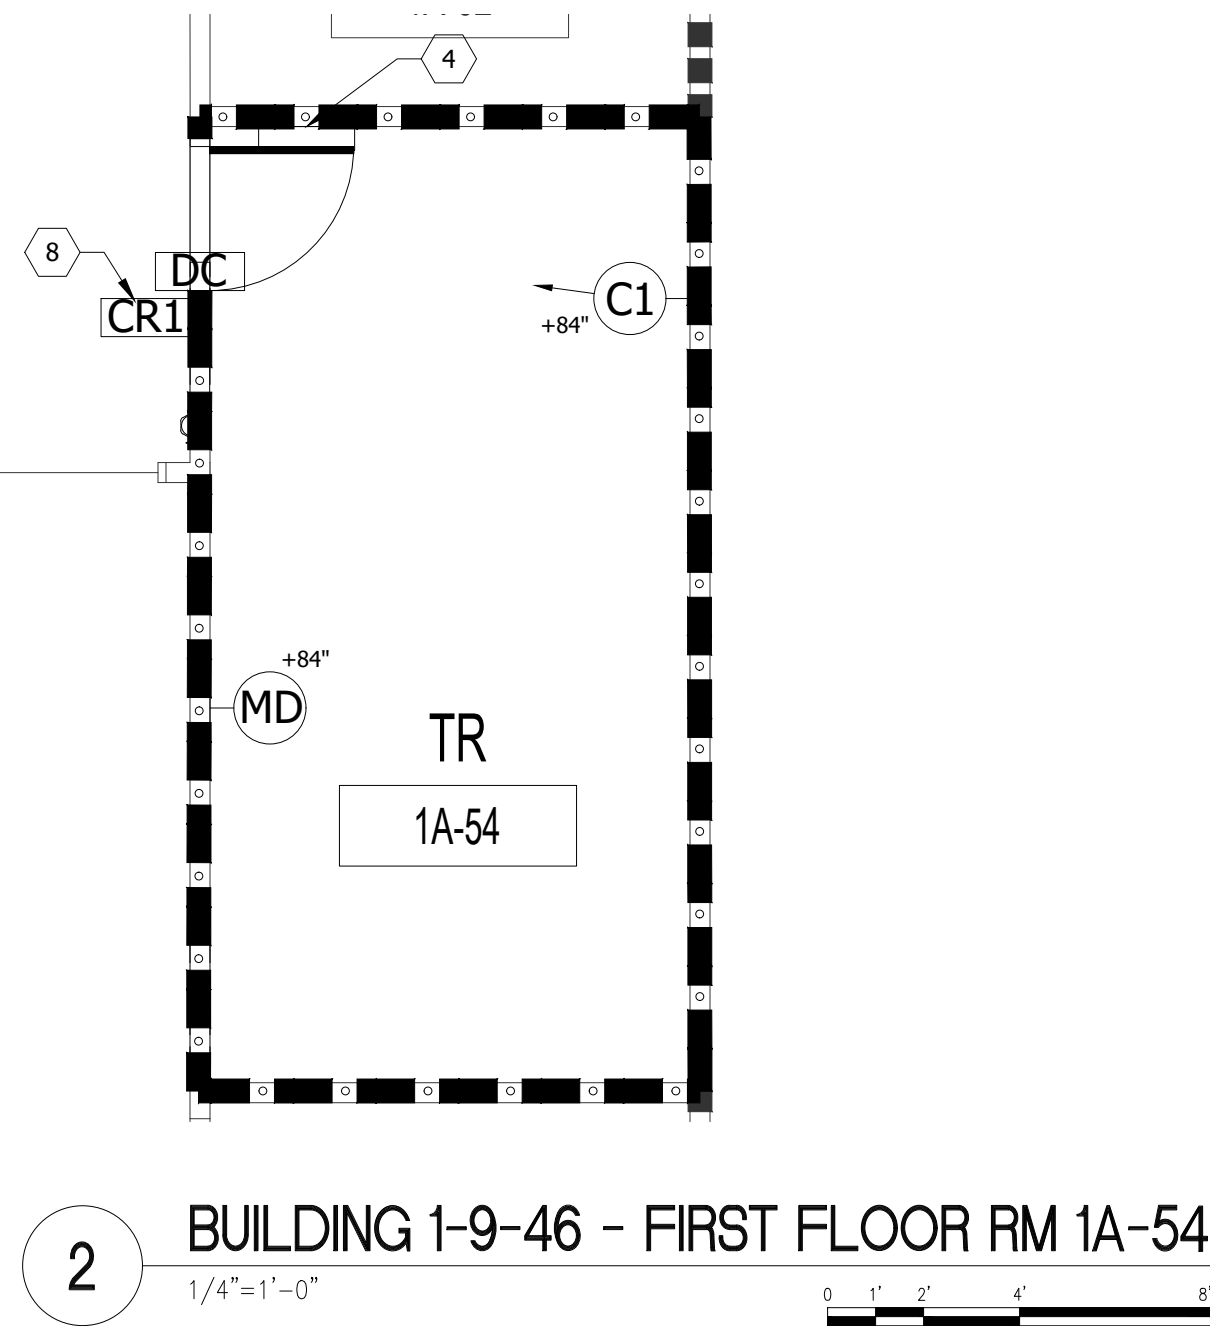 4
8
DC
CR1
C1
+84"
+84"
MD
TR
1A-54
2
BUILDING 1-9-46 - FIRST FLOOR RM 1A-54
1/4"=1'-0"
0 1' 2' 4' 8'